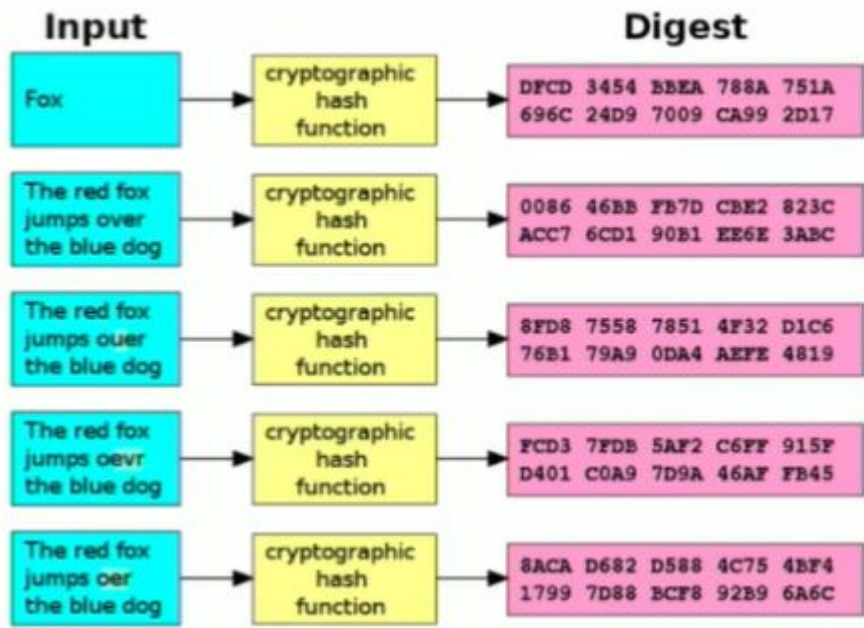 Input
Digest
Fox
cryptographic
hash
function
DFCD 3454 BBEA 788A 751A
696C 24D9 7009 CA99 2D17
The red fox
jumps over
the blue dog
cryptographic
hash
function
0086 46BB FB7D CBE2 823C
ACC7 6CD1 90B1 EE6E 3ABC
The red fox
jumps ouer
the blue dog
cryptographic
hash
function
8FD8 7558 7851 4F32 D1C6
76B1 79A9 0DA4 AEFE 4819
The red fox
jumps oevr
the blue dog
cryptographic
hash
function
FCD3 7FDB 5AF2 C6FF 915F
D401 C0A9 7D9A 46AF FB45
The red fox
jumps oer
the blue dog
cryptographic
hash
function
8ACA D682 D588 4C75 4BF4
1799 7D88 BCF8 92B9 6A6C